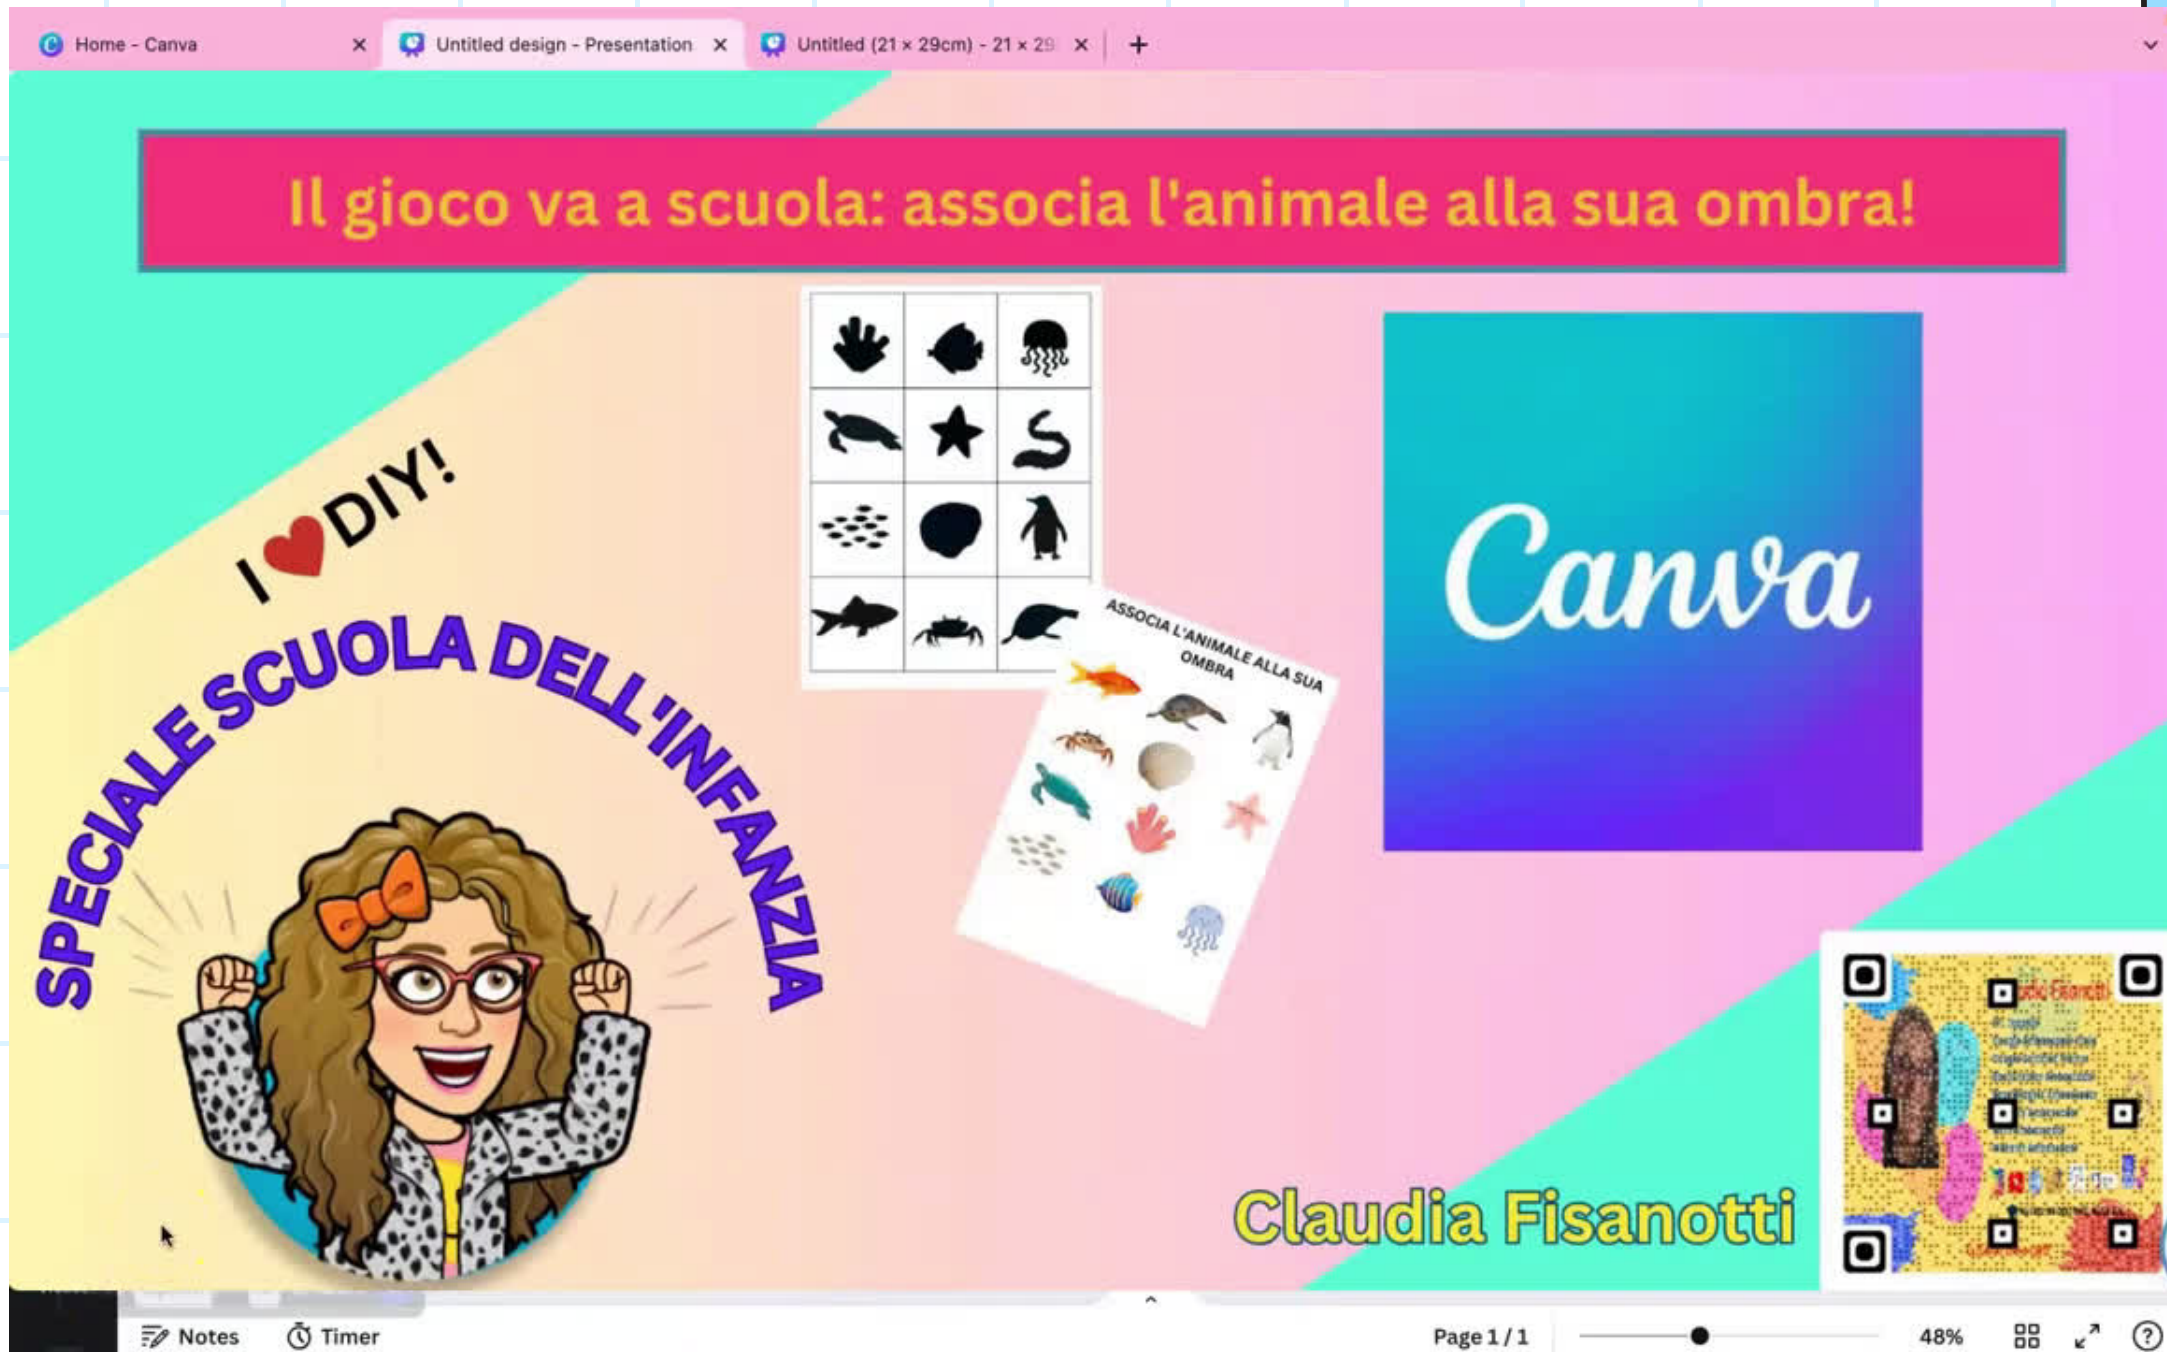 Home - Canva
Untitled design - Presentation
Untitled (21 × 29cm) - 21 × 29
Il gioco va a scuola: associa l'animale alla sua ombra!
I ❤ DIY!
SPECIALE SCUOLA DELL'INFANZIA
ASSOCIA L'ANIMALE ALLA SUA
OMBRA
Canva
Claudia Fisanotti
Notes
Timer
Page 1 / 1
48%